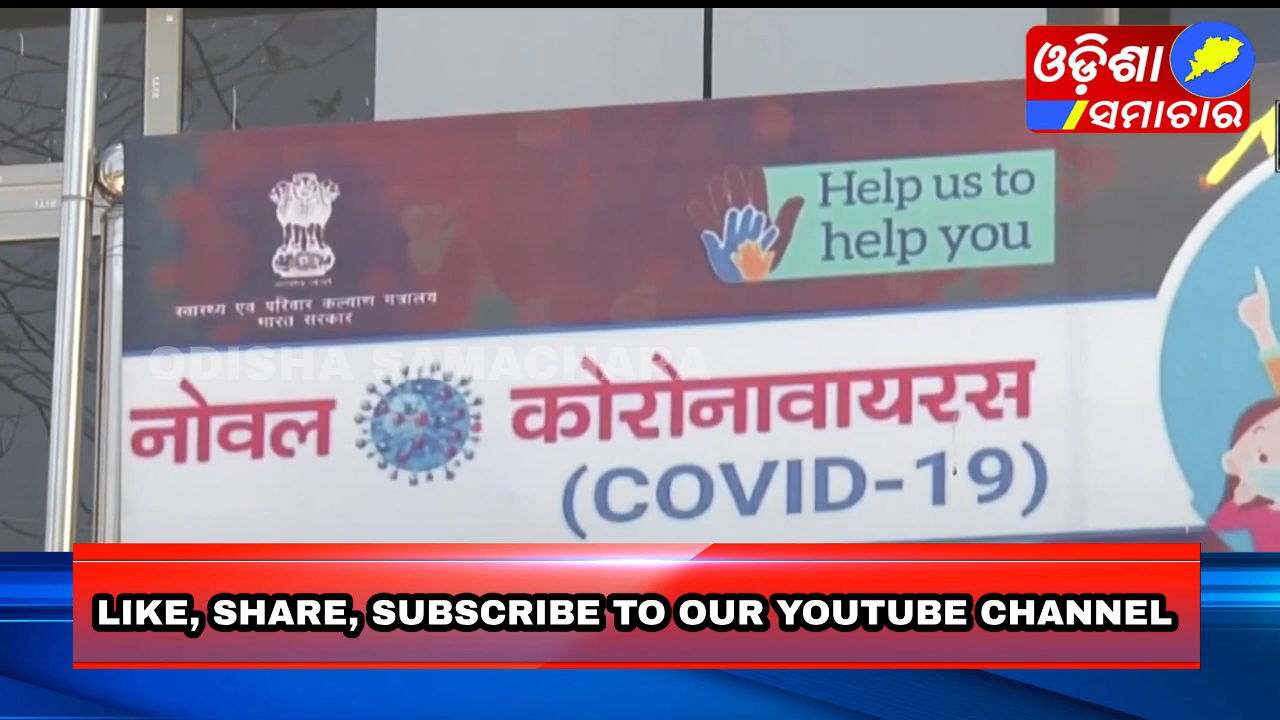 ଓଡ଼ିଶା
ସମାଚାର
Help us to
help you
स्वास्थ्य एवं परिवार कल्याण मंत्रालय
भारत सरकार
ODISHA SAMACHARA
नोवल कोरोनावायरस
(COVID-19)
LIKE, SHARE, SUBSCRIBE TO OUR YOUTUBE CHANNEL